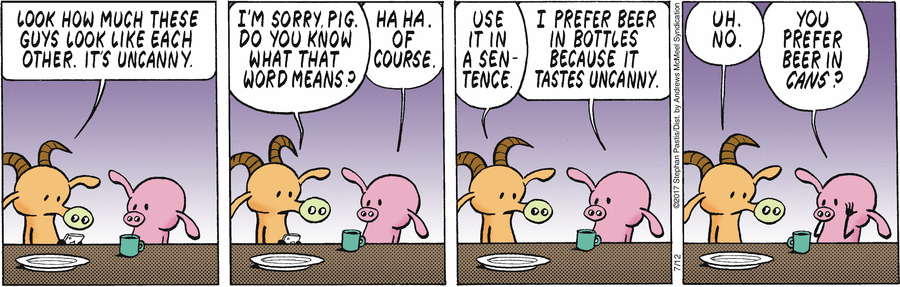 LOOK HOW MUCH THESE
GUYS LOOK LIKE EACH
OTHER. IT'S UNCANNY.
I'M SORRY, PIG.
DO YOU KNOW
WHAT THAT
WORD MEANS?
HA HA.
OF
COURSE.
USE
IT IN
A SEN-
TENCE.
I PREFER BEER
IN BOTTLES
BECAUSE IT
TASTES UNCANNY.
©2017 Stephan Pastis/Dist. by Andrews McMeel Syndication
7/12
UH.
NO.
YOU
PREFER
BEER IN
CANS?